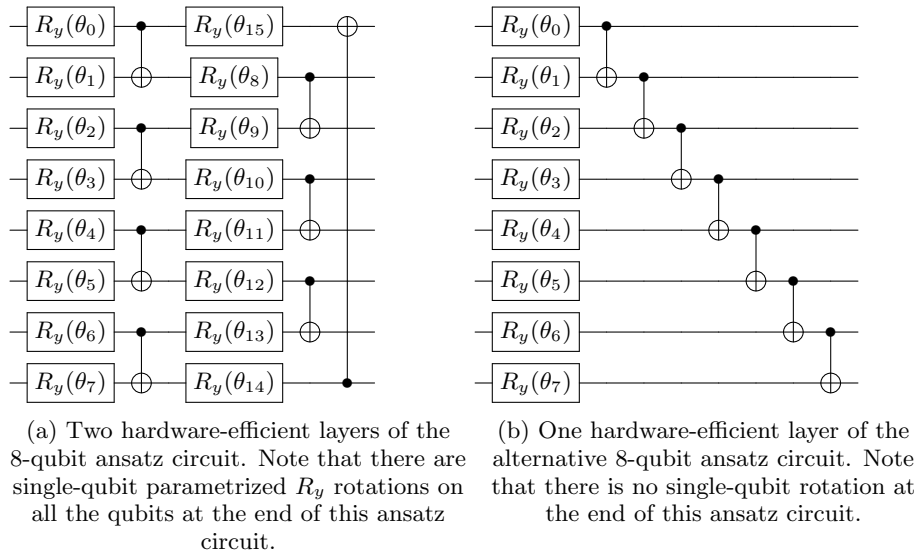 R_y(θ_0) R_y(θ_15) R_y(θ_0)
R_y(θ_1) R_y(θ_8) R_y(θ_1)
R_y(θ_2) R_y(θ_9) R_y(θ_2)
R_y(θ_3) R_y(θ_10) R_y(θ_3)
R_y(θ_4) R_y(θ_11) R_y(θ_4)
R_y(θ_5) R_y(θ_12) R_y(θ_5)
R_y(θ_6) R_y(θ_13) R_y(θ_6)
R_y(θ_7) R_y(θ_14) R_y(θ_7)
(a) Two hardware-efficient layers of the
8-qubit ansatz circuit. Note that there are
single-qubit parametrized R_y rotations on
all the qubits at the end of this ansatz
circuit.
(b) One hardware-efficient layer of the
alternative 8-qubit ansatz circuit. Note
that there is no single-qubit rotation at
the end of this ansatz circuit.